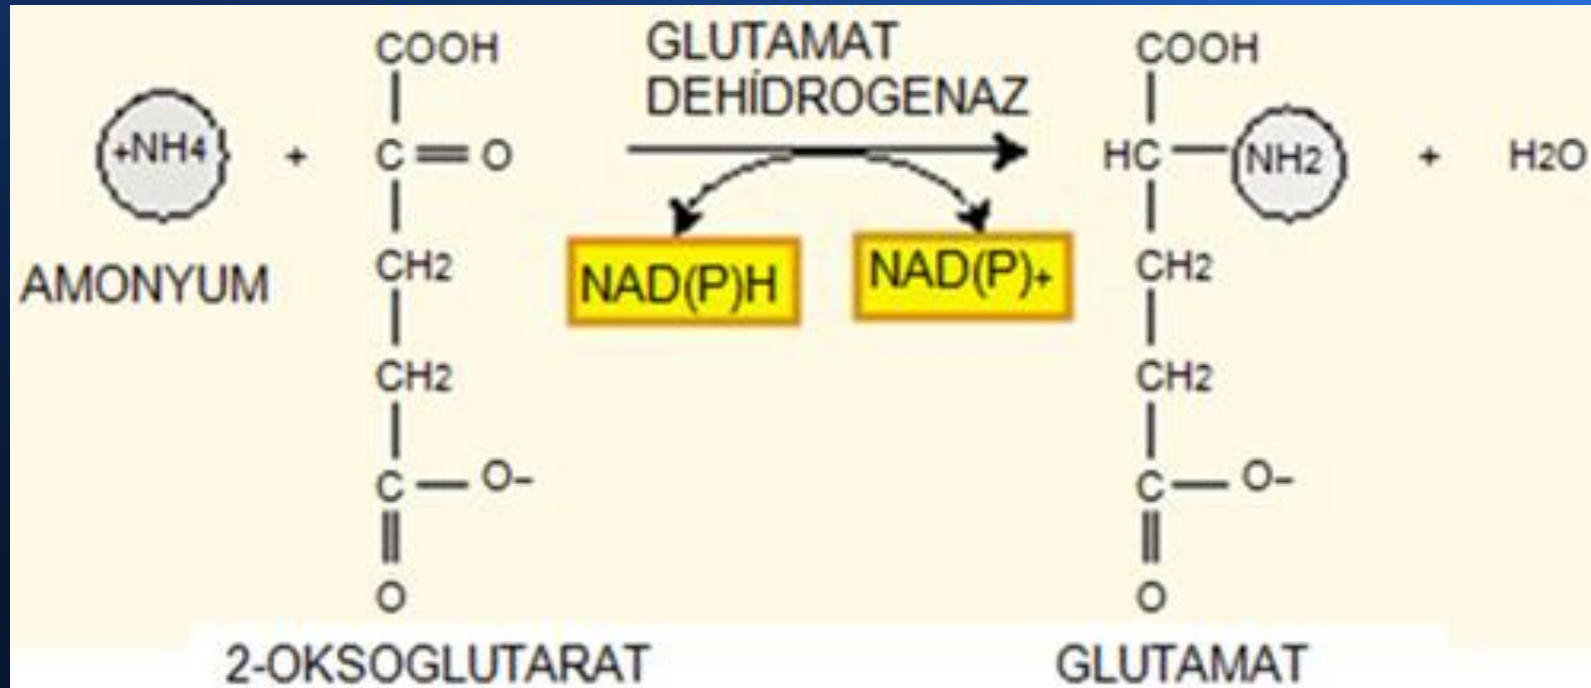 COOH
GLUTAMAT
DEHİDROGENAZ
COOH
+NH4
+
C
O
HC
NH2
+
H2O
AMONYUM
CH2
NAD(P)H
NAD(P)+
CH2
CH2
CH2
C
O–
C
O–
O
O
2-OKSOGLUTARAT
GLUTAMAT